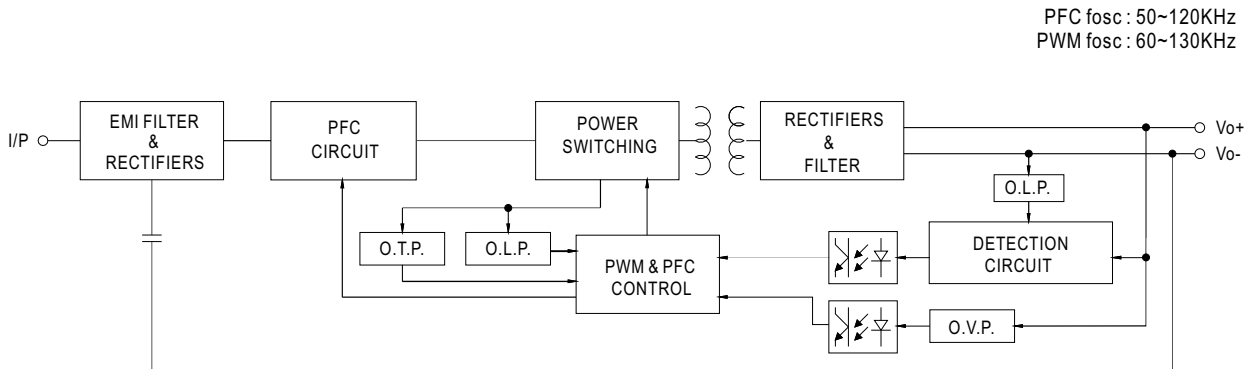 PFC fosc : 50~120KHz
PWM fosc : 60~130KHz
I/P
EMI FILTER
&
RECTIFIERS
PFC
CIRCUIT
POWER
SWITCHING
RECTIFIERS
&
FILTER
Vo+
Vo-
O.L.P.
O.T.P.
O.L.P.
PWM & PFC
CONTROL
DETECTION
CIRCUIT
O.V.P.